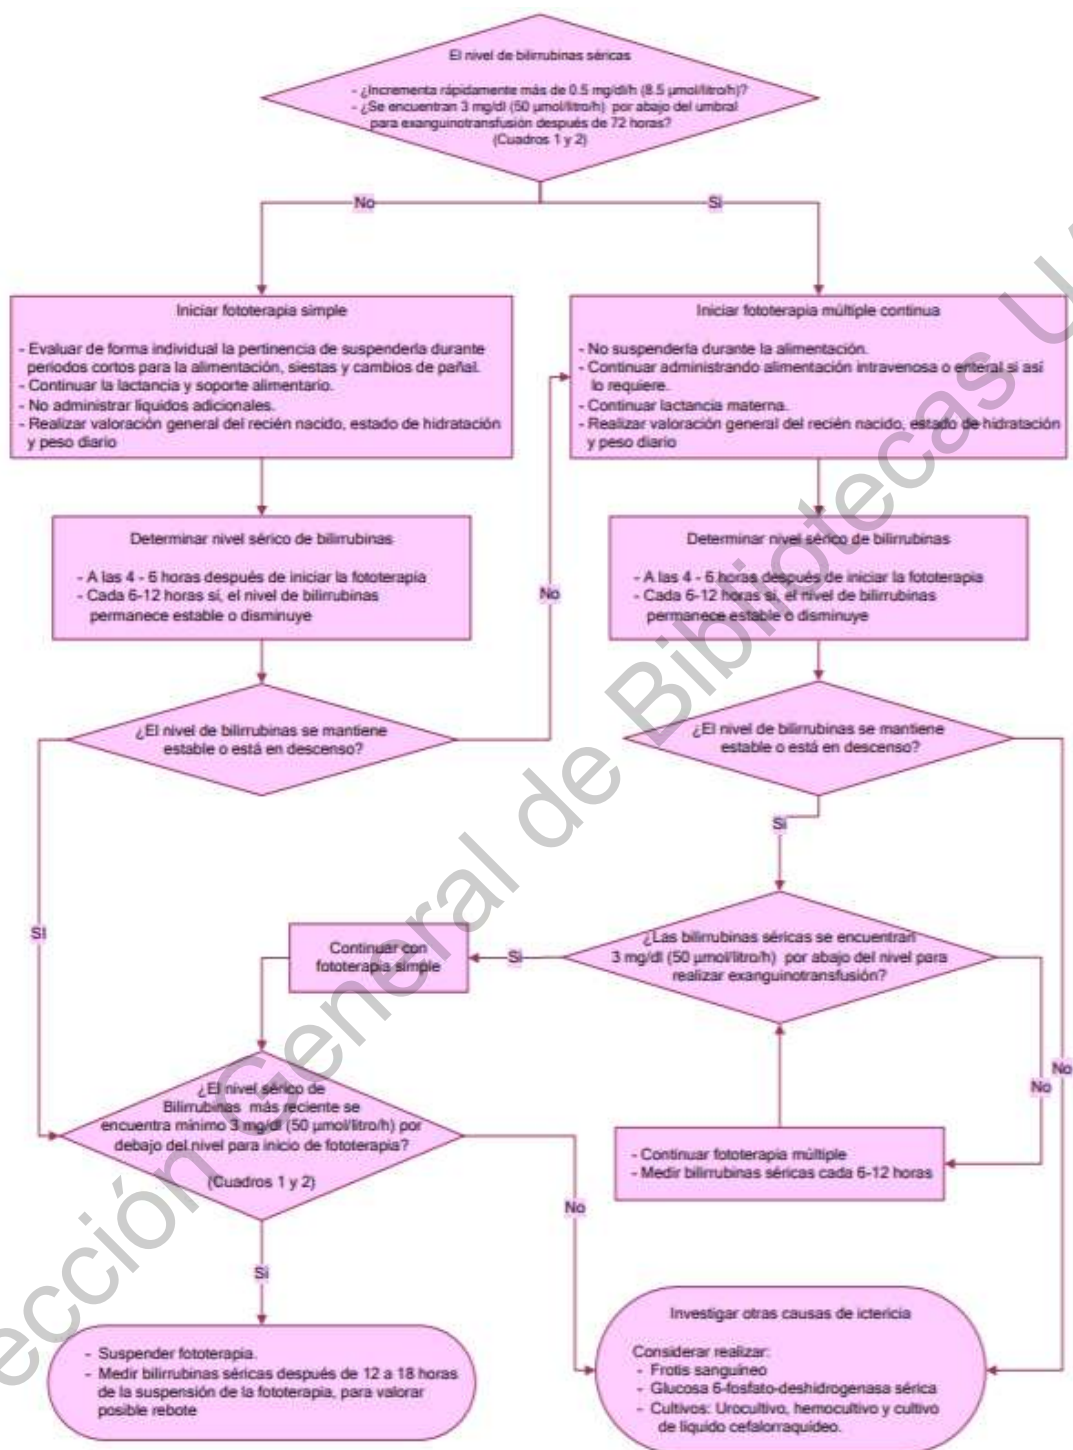 El nivel de bilirrubinas séricas
- ¿Incrementa rápidamente más de 0.5 mg/dl/h (8.5 µmol/litro/h)?
- ¿Se encuentran 3 mg/dl (50 µmol/litro/h) por abajo del umbral
para exanguinotransfusión después de 72 horas?
(Cuadros 1 y 2)
No
Si
Iniciar fototerapia simple
- Evaluar de forma individual la pertinencia de suspenderla durante
periodos cortos para la alimentación, siestas y cambios de pañal.
- Continuar la lactancia y soporte alimentario.
- No administrar líquidos adicionales.
- Realizar valoración general del recién nacido, estado de hidratación
y peso diario
Iniciar fototerapia múltiple continua
- No suspenderla durante la alimentación.
- Continuar administrando alimentación intravenosa o enteral si así
lo requiere.
- Continuar lactancia materna.
- Realizar valoración general del recién nacido, estado de hidratación
y peso diario
Determinar nivel sérico de bilirrubinas
- A las 4 - 6 horas después de iniciar la fototerapia
- Cada 6-12 horas sí, el nivel de bilirrubinas
permanece estable o disminuye
No
Determinar nivel sérico de bilirrubinas
- A las 4 - 6 horas después de iniciar la fototerapia
- Cada 6-12 horas sí, el nivel de bilirrubinas
permanece estable o disminuye
¿El nivel de bilirrubinas se mantiene
estable o está en descenso?
¿El nivel de bilirrubinas se mantiene
estable o está en descenso?
Si
SI
Continuar con
fototerapia simple
Si
¿Las bilirrubinas séricas se encuentran
3 mg/dl (50 µmol/litro/h) por abajo del nivel para
realizar exanguinotransfusión?
No
No
¿El nivel sérico de
Bilirrubinas más reciente se
encuentra mínimo 3 mg/dl (50 µmol/litro/h) por
debajo del nivel para inicio de fototerapia?
(Cuadros 1 y 2)
- Continuar fototerapia múltiple
- Medir bilirrubinas séricas cada 6-12 horas
No
Si
- Suspender fototerapia.
- Medir bilirrubinas séricas después de 12 a 18 horas
de la suspensión de la fototerapia, para valorar
posible rebote
Investigar otras causas de ictericia
Considerar realizar:
- Frotis sanguíneo
- Glucosa 6-fosfato-deshidrogenasa sérica
- Cultivos: Urocultivo, hemocultivo y cultivo
de líquido cefalorraquídeo.
ección General de Bibliotecas U